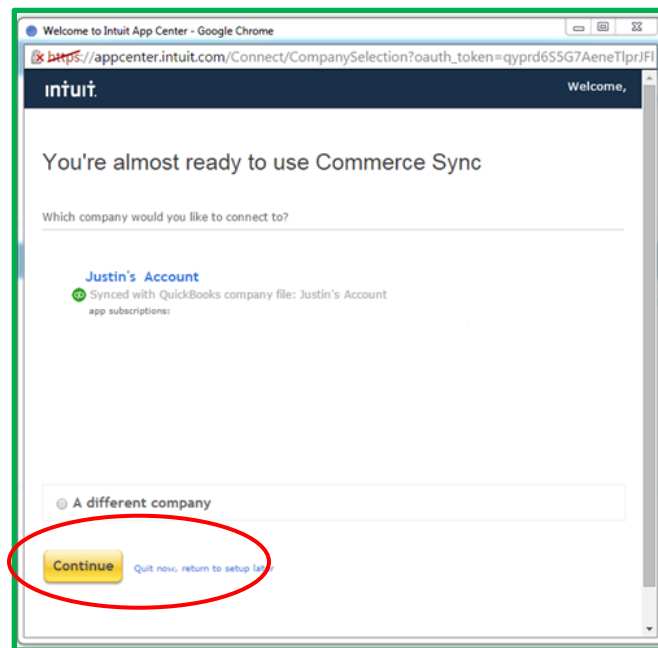 Welcome to Intuit App Center - Google Chrome
https://appcenter.intuit.com/Connect/CompanySelection?oauth_token=qyprd6S5G7AeneTlprJFl
intuit. Welcome,
You're almost ready to use Commerce Sync
Which company would you like to connect to?
Justin's Account
Synced with QuickBooks company file: Justin's Account
app subscriptions:
A different company
Continue Quit now, return to setup later